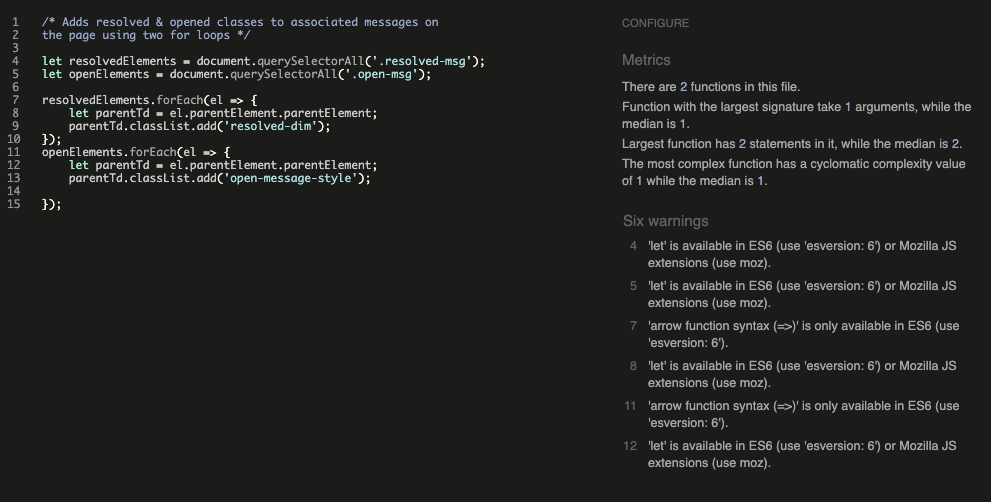 1 /* Adds resolved & opened classes to associated messages on
2 the page using two for loops */
3
4 let resolvedElements = document.querySelectorAll('.resolved-msg');
5 let openElements = document.querySelectorAll('.open-msg');
6
7 resolvedElements.forEach(el => {
8 let parentTd = el.parentElement.parentElement;
9 parentTd.classList.add('resolved-dim');
10 });
11 openElements.forEach(el => {
12 let parentTd = el.parentElement.parentElement;
13 parentTd.classList.add('open-message-style');
14
15 });
CONFIGURE
Metrics
There are 2 functions in this file.
Function with the largest signature take 1 arguments, while the
median is 1.
Largest function has 2 statements in it, while the median is 2.
The most complex function has a cyclomatic complexity value
of 1 while the median is 1.
Six warnings
4 'let' is available in ES6 (use 'esversion: 6') or Mozilla JS
extensions (use moz).
5 'let' is available in ES6 (use 'esversion: 6') or Mozilla JS
extensions (use moz).
7 'arrow function syntax (=>)' is only available in ES6 (use
'esversion: 6').
8 'let' is available in ES6 (use 'esversion: 6') or Mozilla JS
extensions (use moz).
11 'arrow function syntax (=>)' is only available in ES6 (use
'esversion: 6').
12 'let' is available in ES6 (use 'esversion: 6') or Mozilla JS
extensions (use moz).